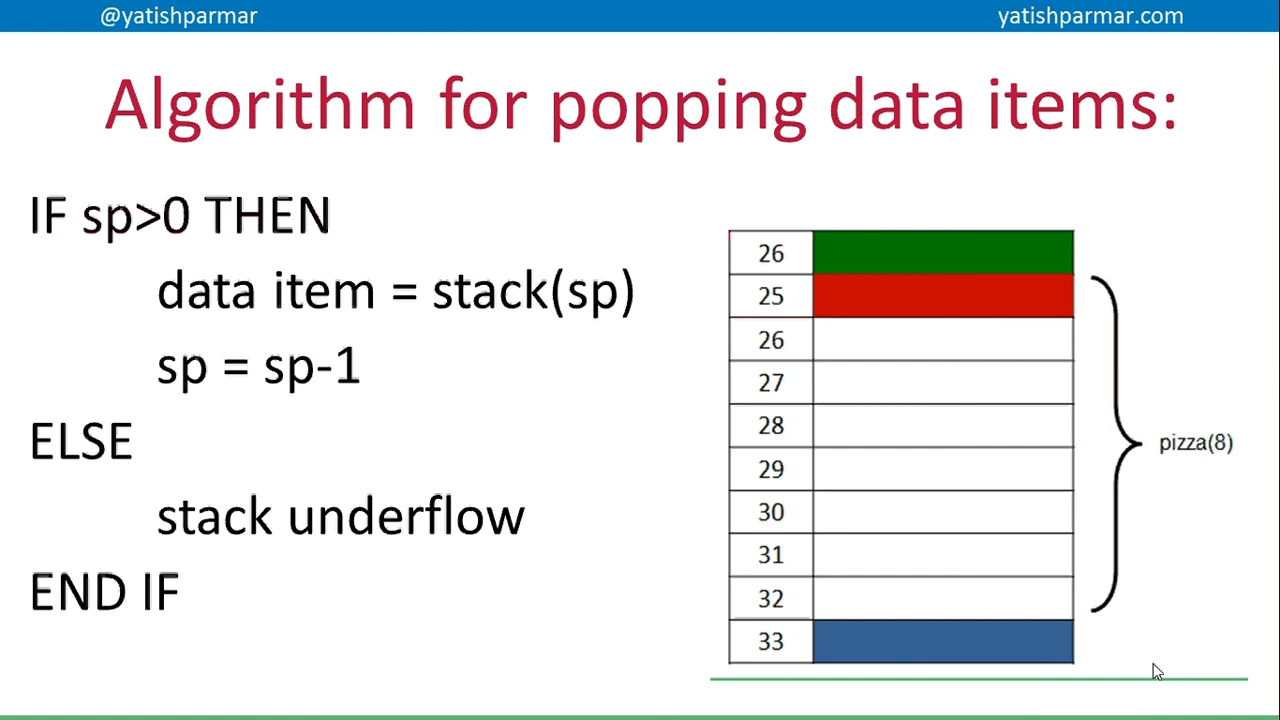 @yatishparmar
yatishparmar.com
Algorithm for popping data items:
IF sp>0 THEN
data item = stack(sp)
sp = sp-1
ELSE
stack underflow
END IF
26
25
26
27
28
29
30
31
32
33
pizza(8)